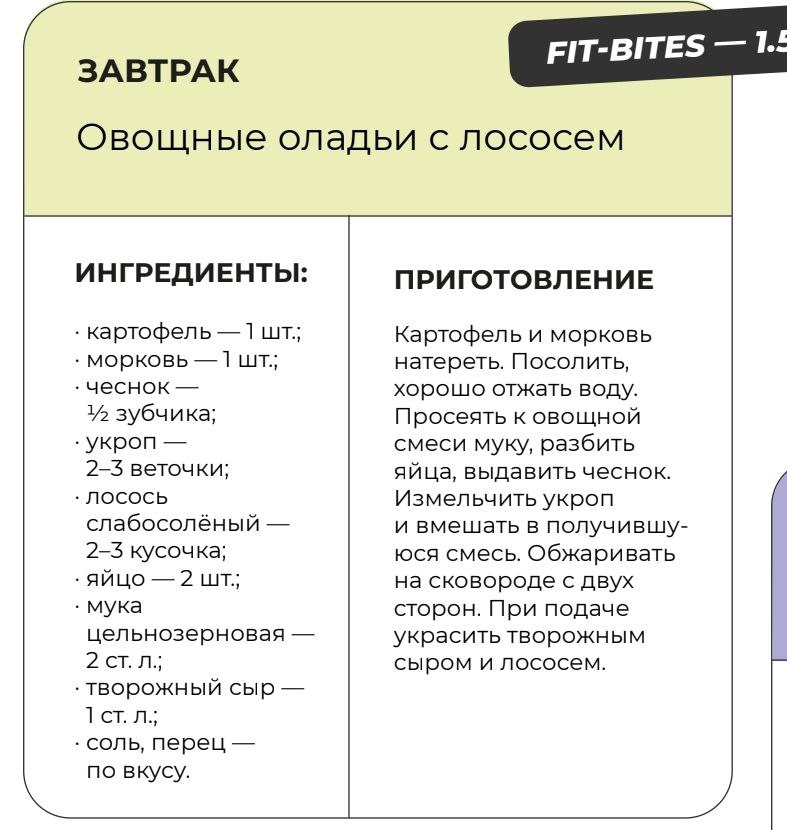 FIT-BITES — 1.5
ЗАВТРАК
Овощные оладьи с лососем
ИНГРЕДИЕНТЫ:
· картофель — 1 шт.;
· морковь — 1 шт.;
· чеснок —
½ зубчика;
· укроп —
2–3 веточки;
· лосось
слабосолёный —
2–3 кусочка;
· яйцо — 2 шт.;
· мука
цельнозерновая —
2 ст. л.;
· творожный сыр —
1 ст. л.;
· соль, перец —
по вкусу.
ПРИГОТОВЛЕНИЕ
Картофель и морковь
натереть. Посолить,
хорошо отжать воду.
Просеять к овощной
смеси муку, разбить
яйца, выдавить чеснок.
Измельчить укроп
и вмешать в получившу-
юся смесь. Обжаривать
на сковороде с двух
сторон. При подаче
украсить творожным
сыром и лососем.